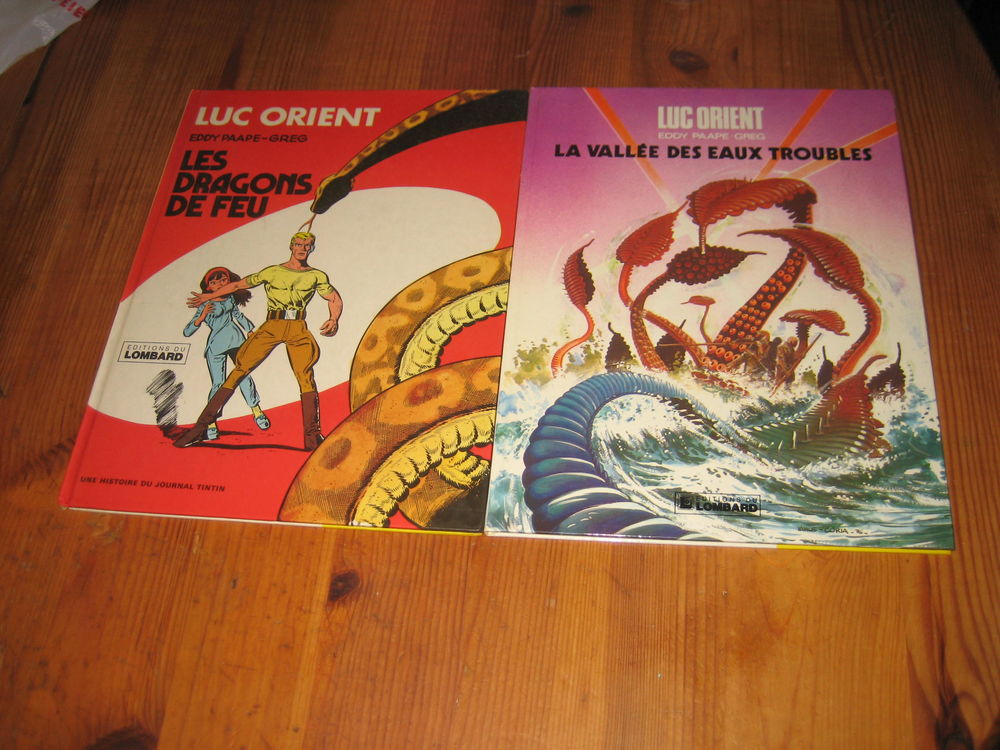 LUC ORIENT
EDDY PAAPE-GREG
LES
DRAGONS
DE FEU
EDITIONS DU
LOMBARD
UNE HISTOIRE DU JOURNAL TINTIN
LUC ORIENT
EDDY PAAPE-GREG
LA VALLÉE DES EAUX TROUBLES
EDITIONS DU
LOMBARD